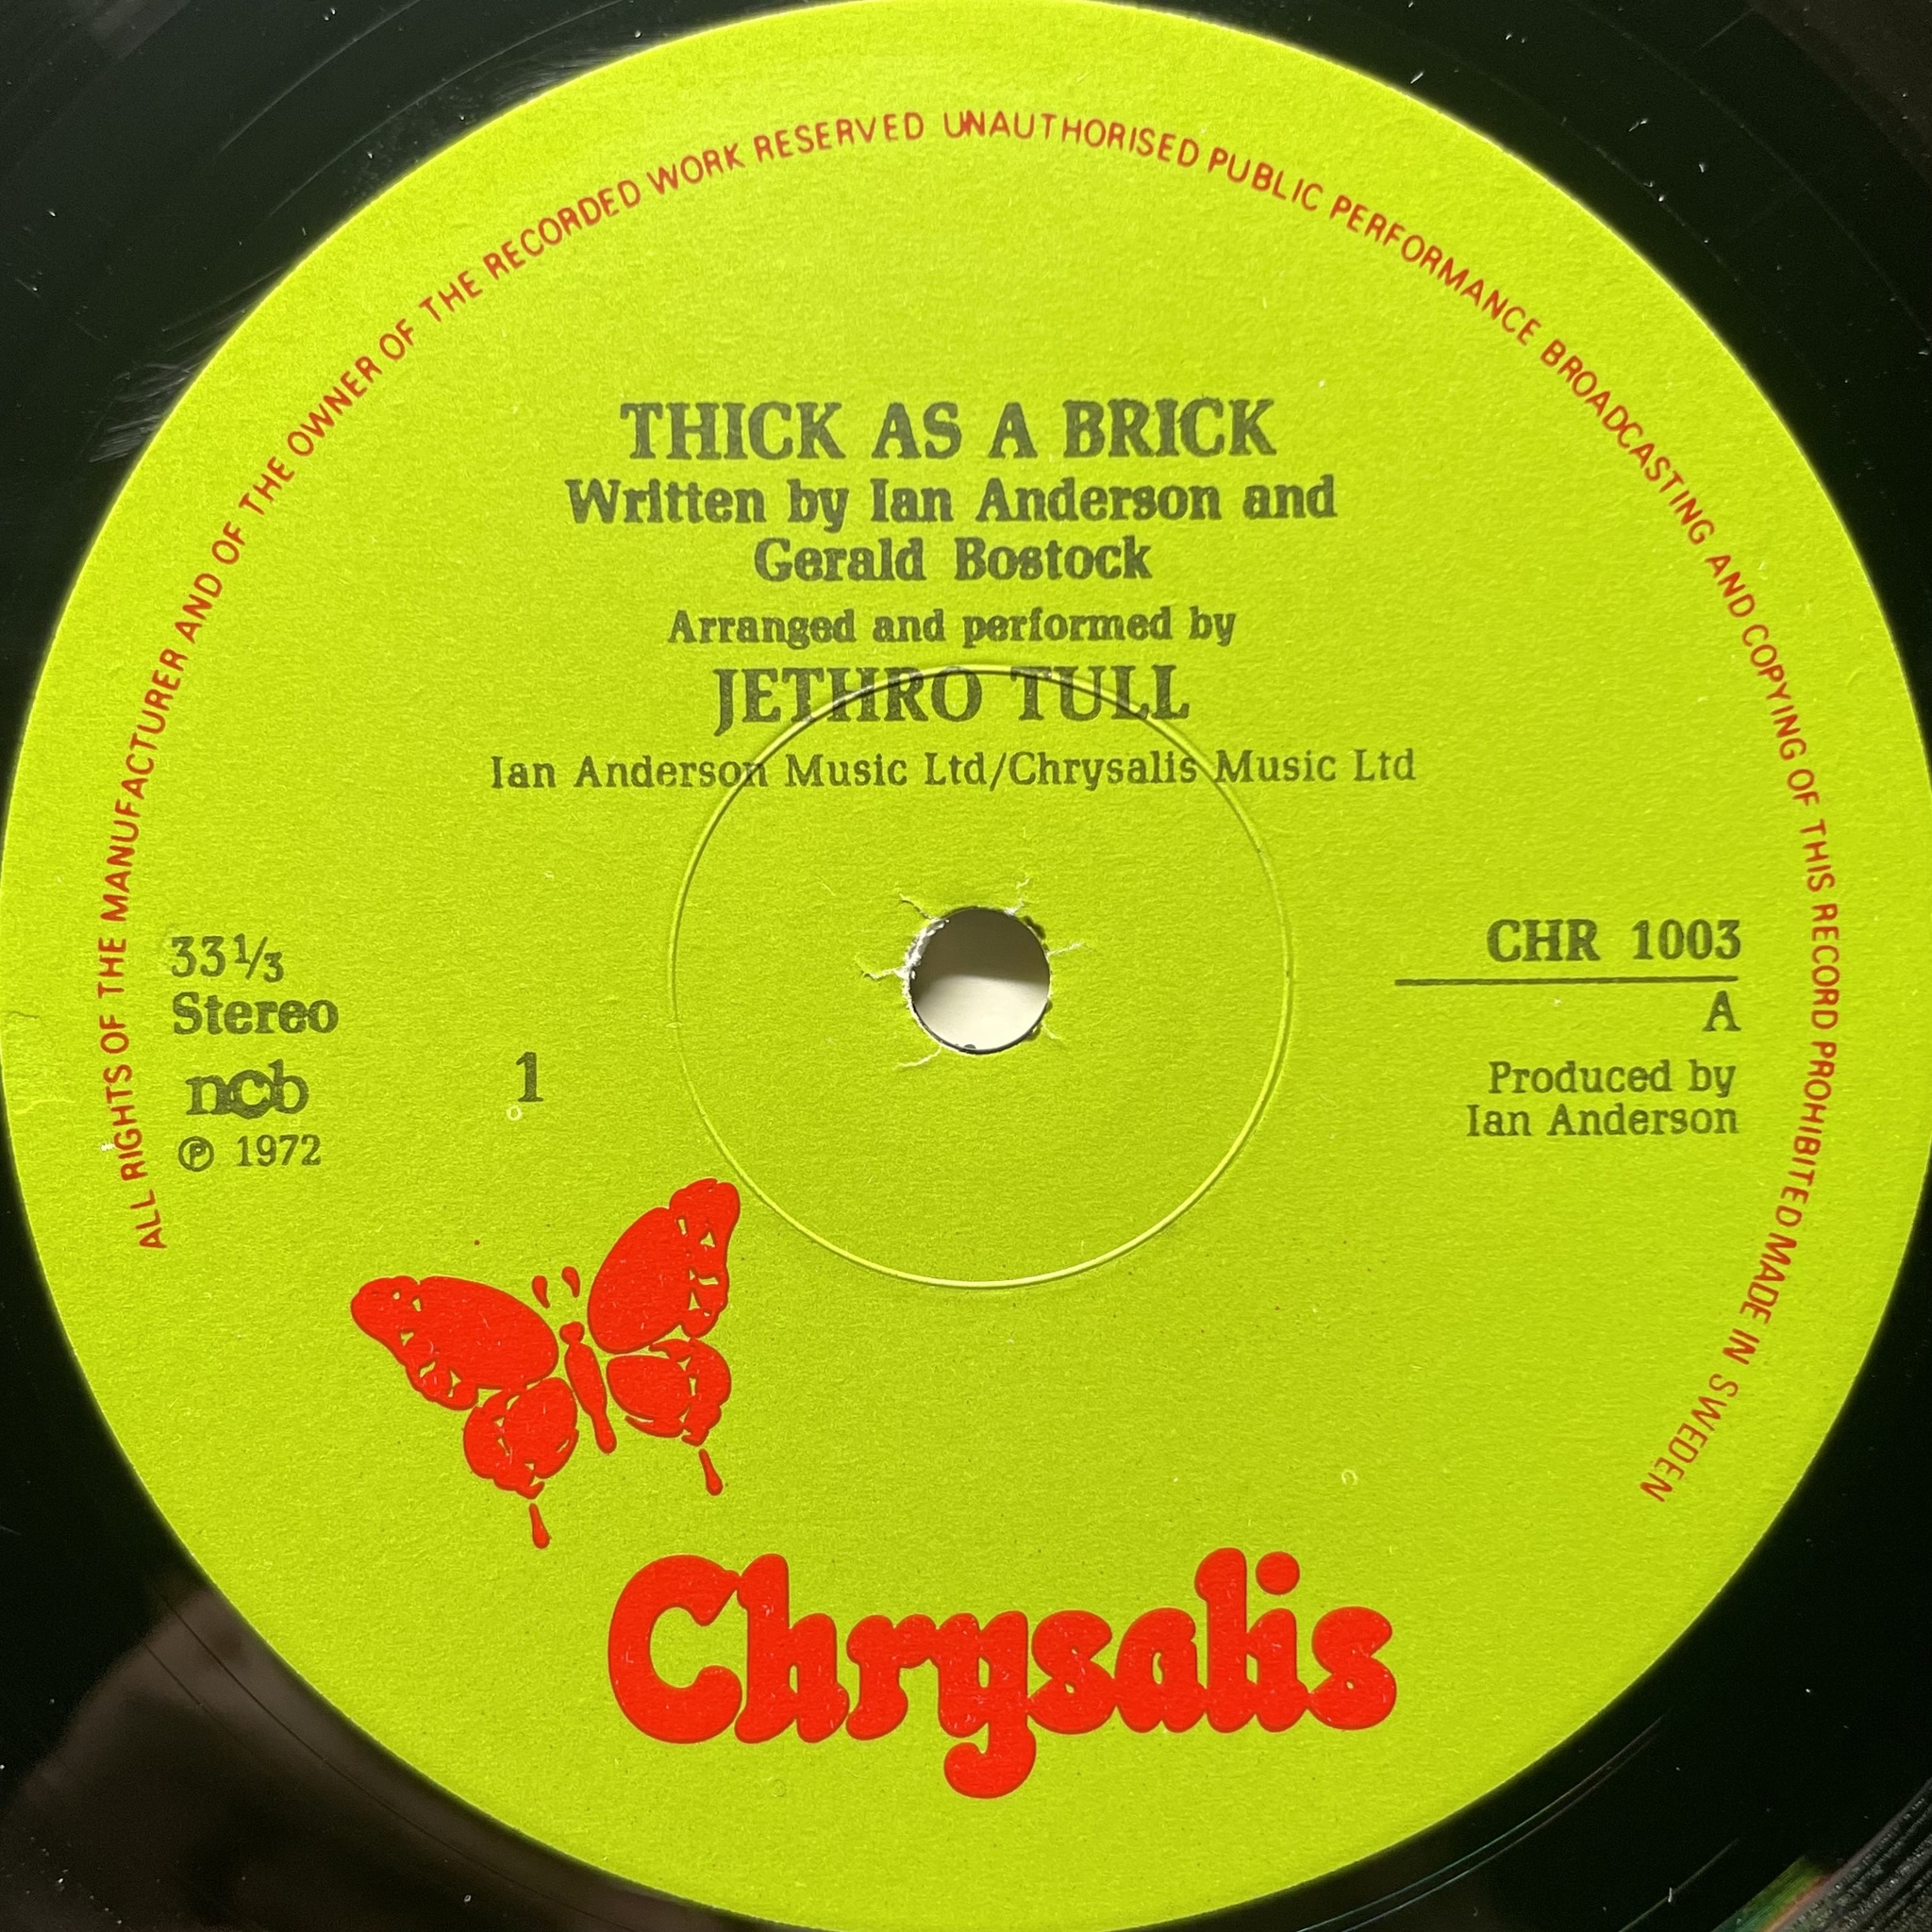 ALL RIGHTS OF THE MANUFACTURER AND OF THE OWNER OF THE RECORDED WORK RESERVED UNAUTHORISED PUBLIC PERFORMANCE BROADCASTING AND COPYING OF THIS RECORD PROHIBITED MADE IN SWEDEN
THICK AS A BRICK
Written by Ian Anderson and
Gerald Bostock
Arranged and performed by
JETHRO TULL
Ian Anderson Music Ltd/Chrysalis Music Ltd
33⅓
Stereo
ncb
℗ 1972
1
CHR 1003
A
Produced by
Ian Anderson
Chrysalis